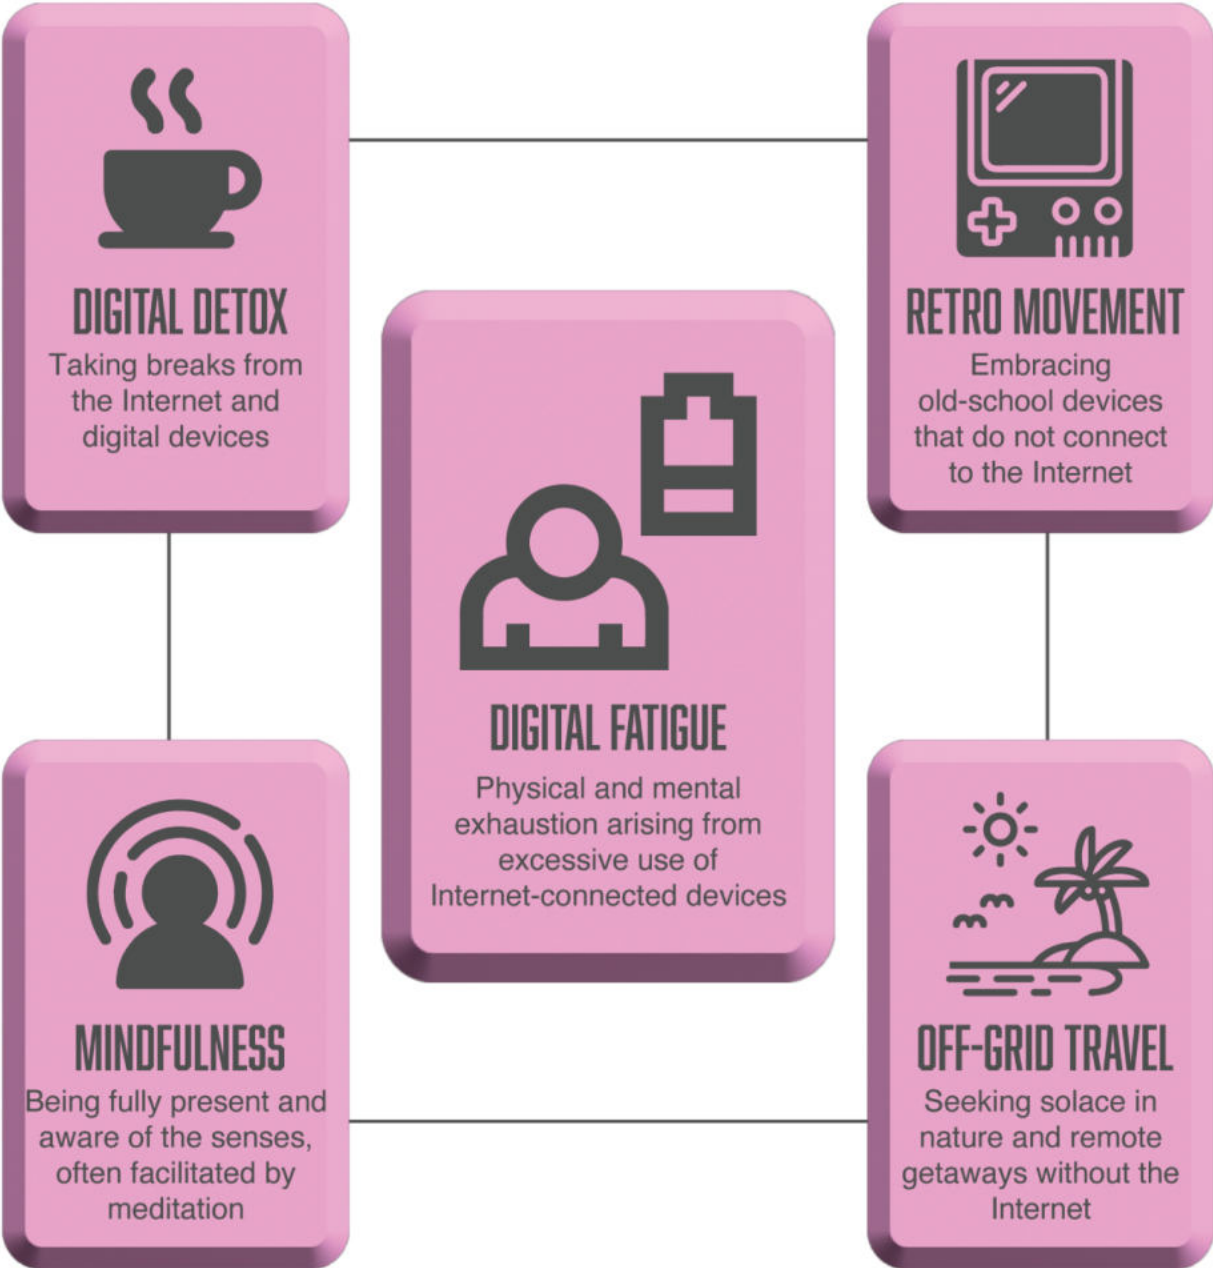 DIGITAL DETOX
Taking breaks from
the Internet and
digital devices
RETRO MOVEMENT
Embracing
old-school devices
that do not connect
to the Internet
DIGITAL FATIGUE
Physical and mental
exhaustion arising from
excessive use of
Internet-connected devices
MINDFULNESS
Being fully present and
aware of the senses,
often facilitated by
meditation
OFF-GRID TRAVEL
Seeking solace in
nature and remote
getaways without the
Internet